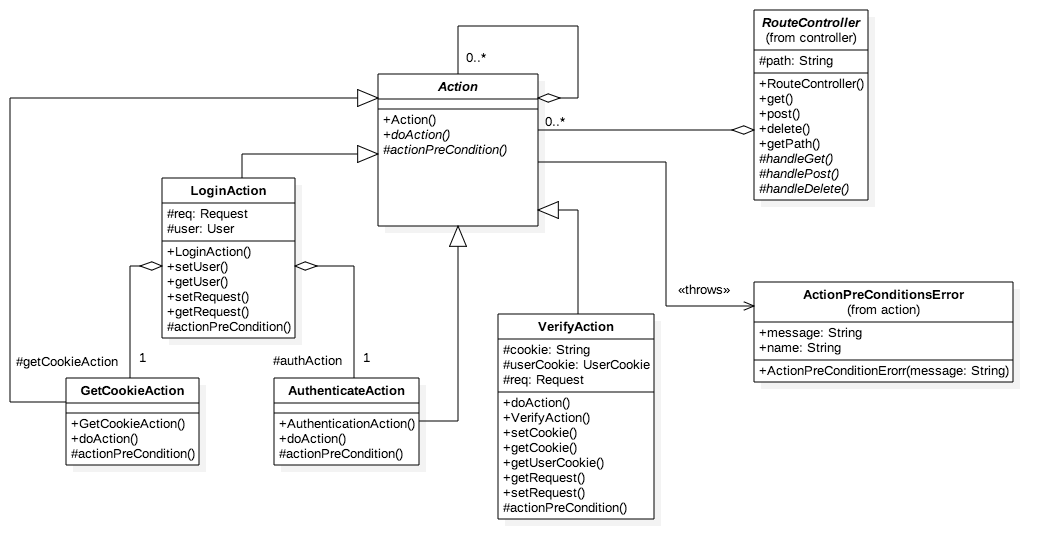 RouteController
(from controller)
#path: String
+RouteController()
+get()
+post()
+delete()
+getPath()
#handleGet()
#handlePost()
#handleDelete()
0..*
Action
+Action()
+doAction()
#actionPreCondition()
0..*
LoginAction
#req: Request
#user: User
+LoginAction()
+setUser()
+getUser()
+setRequest()
+getRequest()
#actionPreCondition()
«throws»
ActionPreConditionsError
(from action)
+message: String
+name: String
+ActionPreConditionErorr(message: String)
#getCookieAction
1
#authAction
1
VerifyAction
#cookie: String
#userCookie: UserCookie
#req: Request
+doAction()
+VerifyAction()
+setCookie()
+getCookie()
+getUserCookie()
+getRequest()
+setRequest()
#actionPreCondition()
GetCookieAction
+GetCookieAction()
+doAction()
#actionPreCondition()
AuthenticateAction
+AuthenticationAction()
+doAction()
#actionPreCondition()